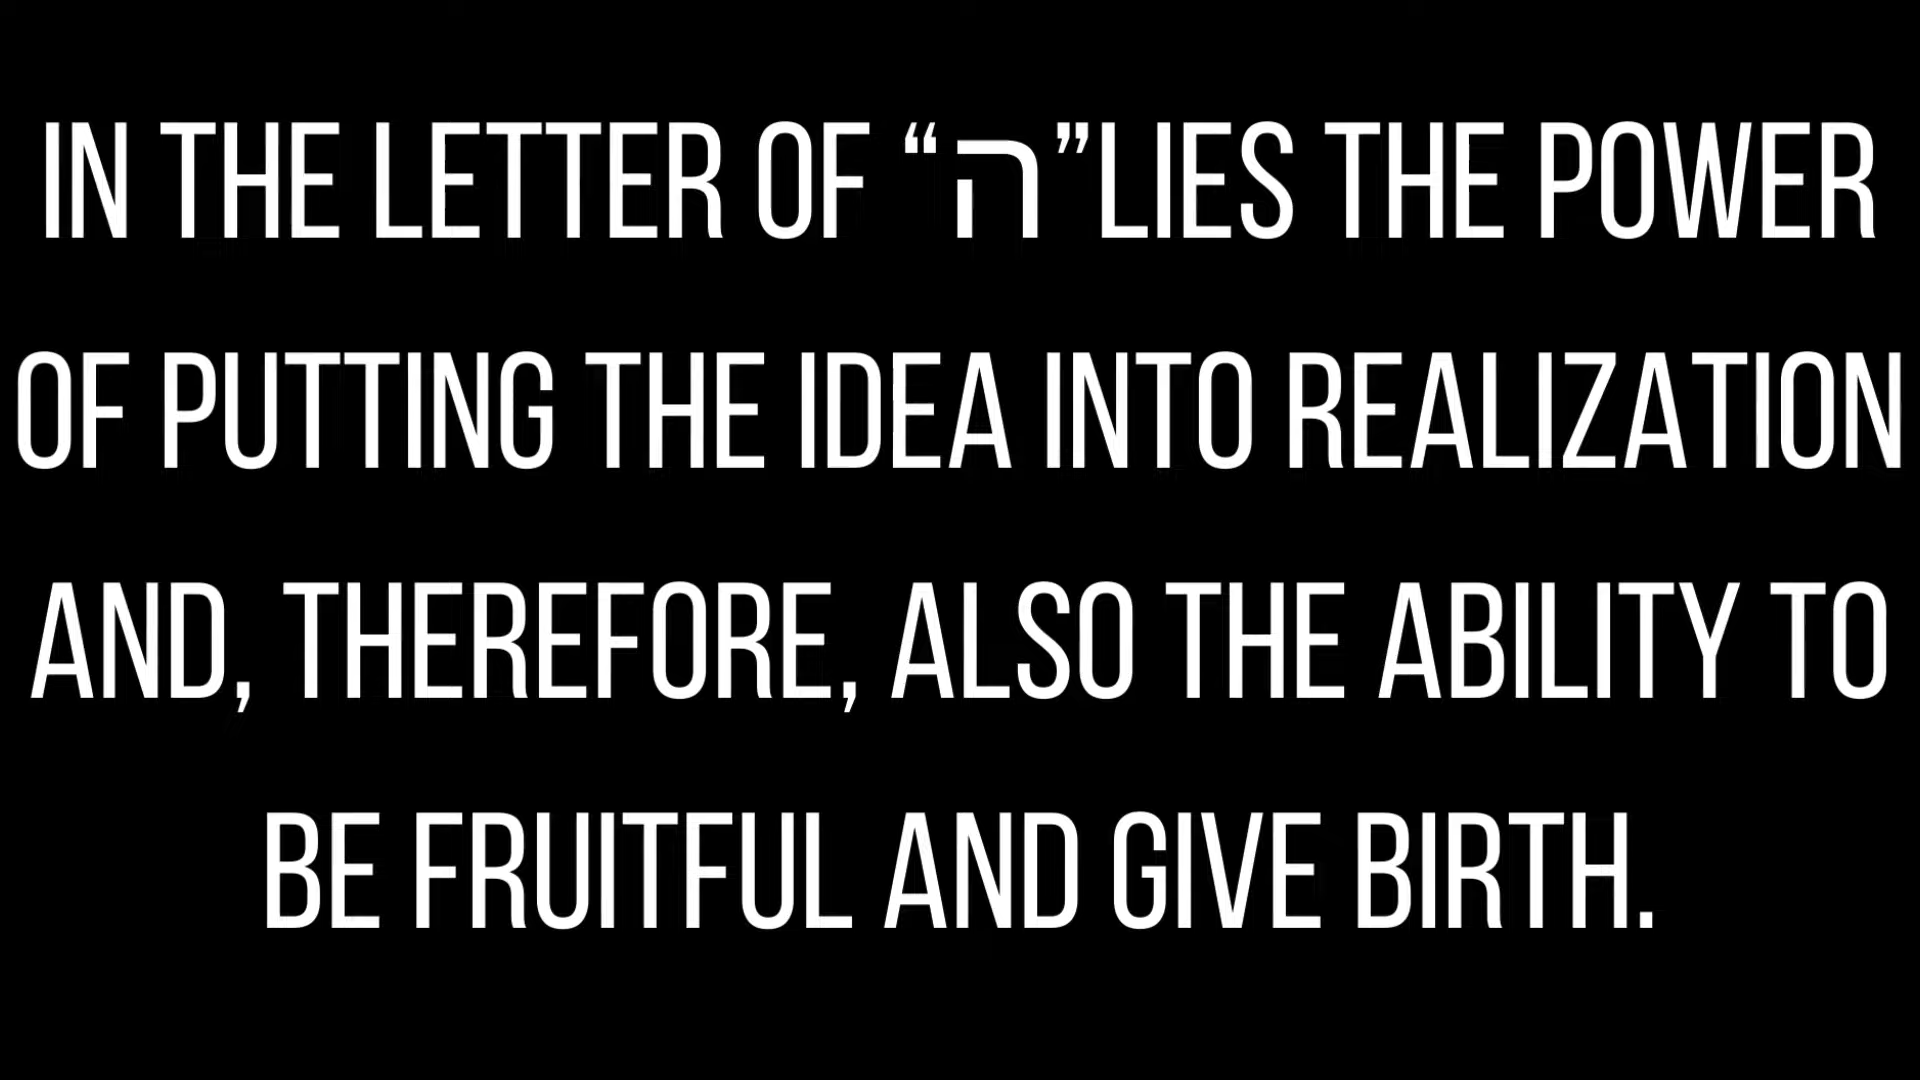 IN THE LETTER OF “ה”LIES THE POWER
OF PUTTING THE IDEA INTO REALIZATION
AND, THEREFORE, ALSO THE ABILITY TO
BE FRUITFUL AND GIVE BIRTH.